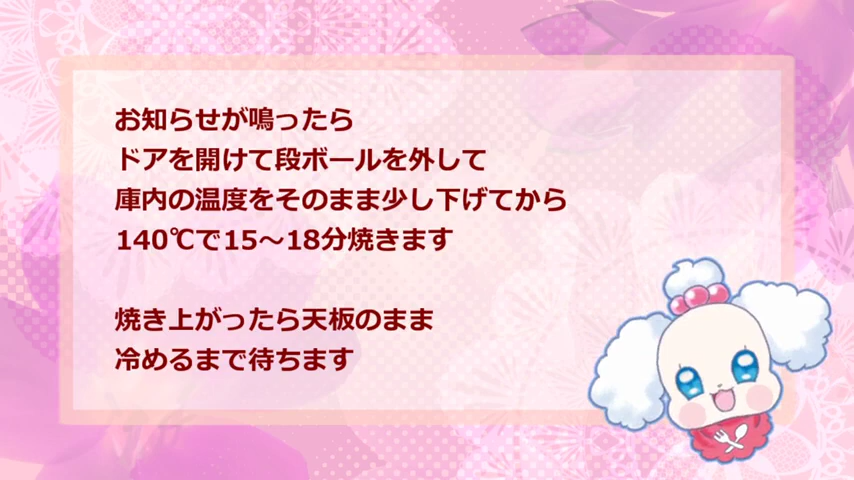 お知らせが鳴ったら
ドアを開けて段ボールを外して
庫内の温度をそのまま少し下げてから
140℃で15～18分焼きます
焼き上がったら天板のまま
冷めるまで待ちます